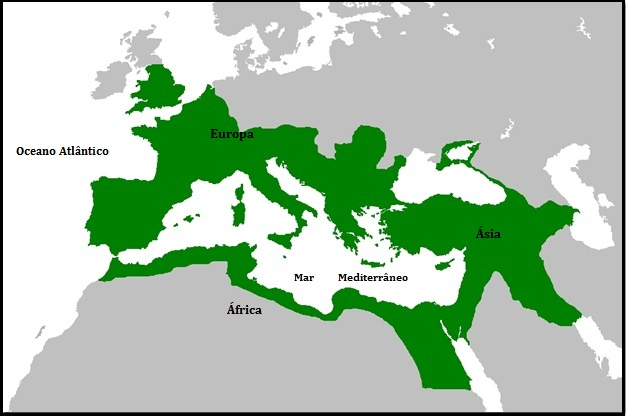 Europa
Oceano Atlântico
Ásia
Mar Mediterrâneo
África